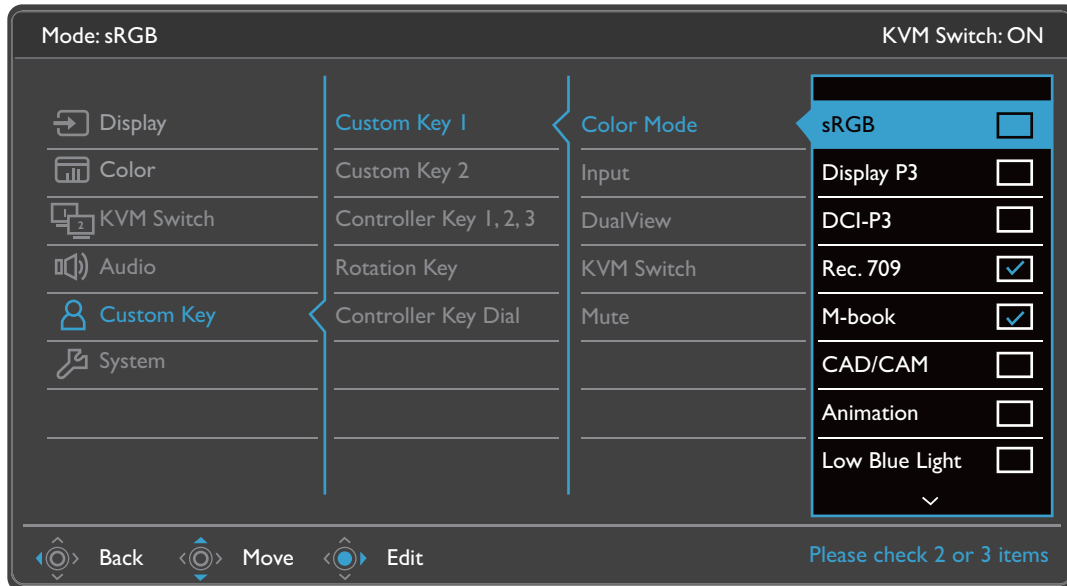 Mode: sRGB
KVM Switch: ON
Display
Color
1
2
KVM Switch
Audio
Custom Key
System
Custom Key 1
Custom Key 2
Controller Key 1, 2, 3
Rotation Key
Controller Key Dial
Color Mode
Input
DualView
KVM Switch
Mute
sRGB
Display P3
DCI-P3
Rec. 709
M-book
CAD/CAM
Animation
Low Blue Light
Back
Move
Edit
Please check 2 or 3 items